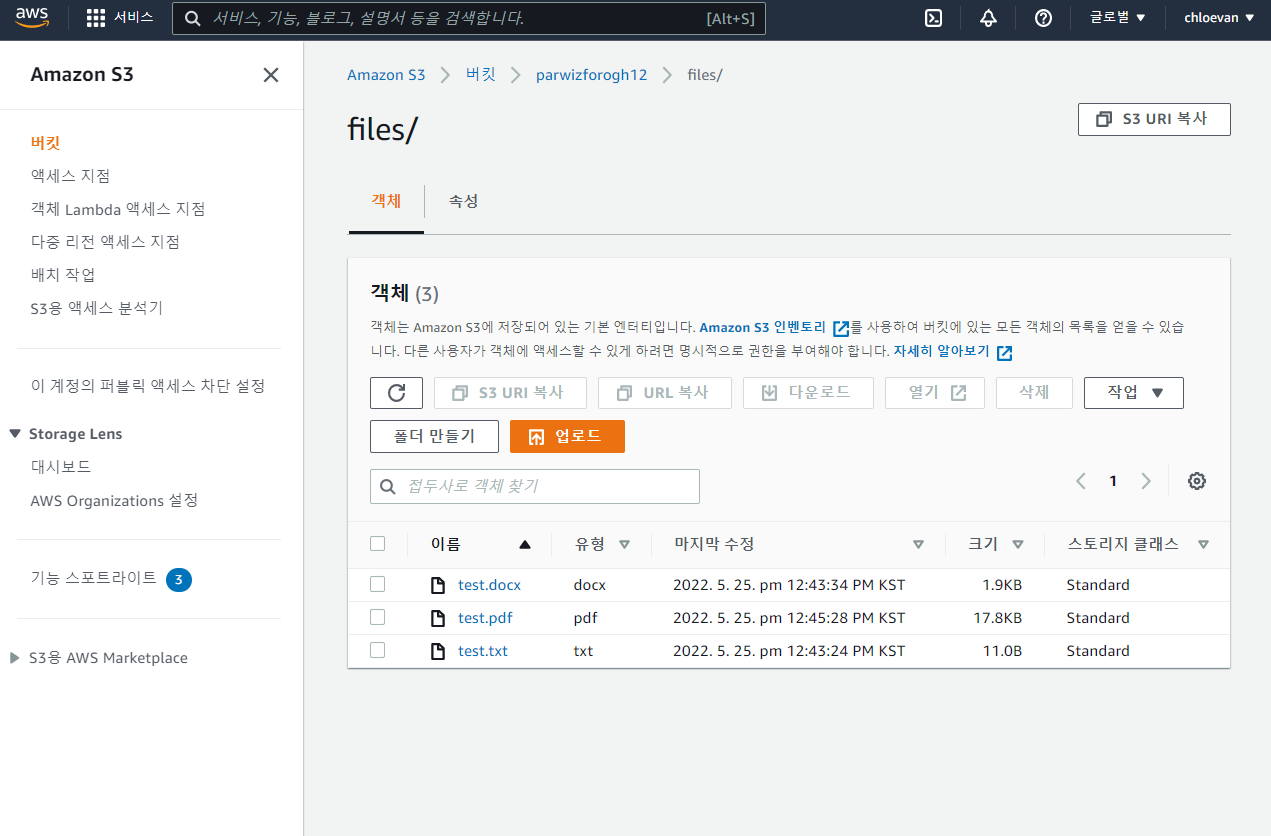 aws
서비스
서비스, 기능, 블로그, 설명서 등을 검색합니다. [Alt+S]
글로벌
chloevan
Amazon S3
버킷
액세스 지점
객체 Lambda 액세스 지점
다중 리전 액세스 지점
배치 작업
S3용 액세스 분석기
이 계정의 퍼블릭 액세스 차단 설정
Storage Lens
대시보드
AWS Organizations 설정
기능 스포트라이트 3
S3용 AWS Marketplace
Amazon S3 버킷 parwizforogh12 files/
files/
S3 URI 복사
객체 속성
객체 (3)
객체는 Amazon S3에 저장되어 있는 기본 엔터티입니다. Amazon S3 인벤토리 를 사용하여 버킷에 있는 모든 객체의 목록을 얻을 수 있습
니다. 다른 사용자가 객체에 액세스할 수 있게 하려면 명시적으로 권한을 부여해야 합니다. 자세히 알아보기
S3 URI 복사 URL 복사 다운로드 열기 삭제 작업
폴더 만들기 업로드
접두사로 객체 찾기
1
이름 유형 마지막 수정 크기 스토리지 클래스
test.docx docx 2022. 5. 25. pm 12:43:34 PM KST 1.9KB Standard
test.pdf pdf 2022. 5. 25. pm 12:45:28 PM KST 17.8KB Standard
test.txt txt 2022. 5. 25. pm 12:43:24 PM KST 11.0B Standard